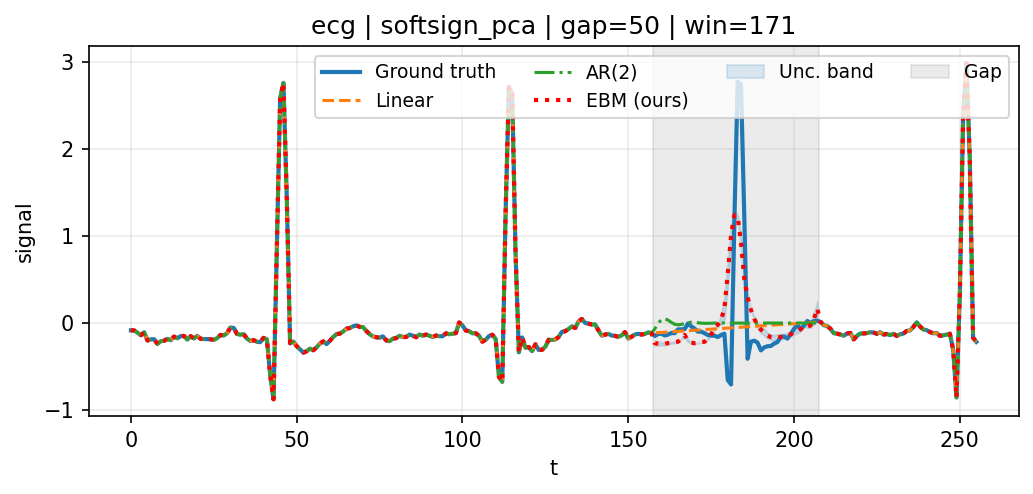 ecg | softsign_pca | gap=50 | win=171
Ground truth
Linear
AR(2)
EBM (ours)
Unc. band
Gap
signal
3
2
1
0
−1
0
50
100
150
200
250
t